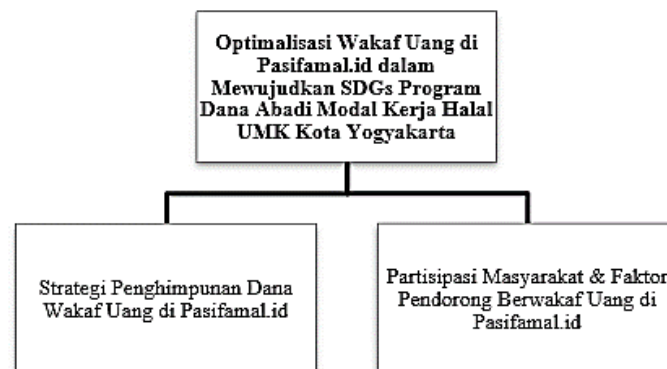 Optimalisasi Wakaf Uang di
Pasifamal.id dalam
Mewujudkan SDGs Program
Dana Abadi Modal Kerja Halal
UMK Kota Yogyakarta
Strategi Penghimpunan Dana
Wakaf Uang di Pasifamal.id
Partisipasi Masyarakat & Faktor
Pendorong Berwakaf Uang di
Pasifamal.id